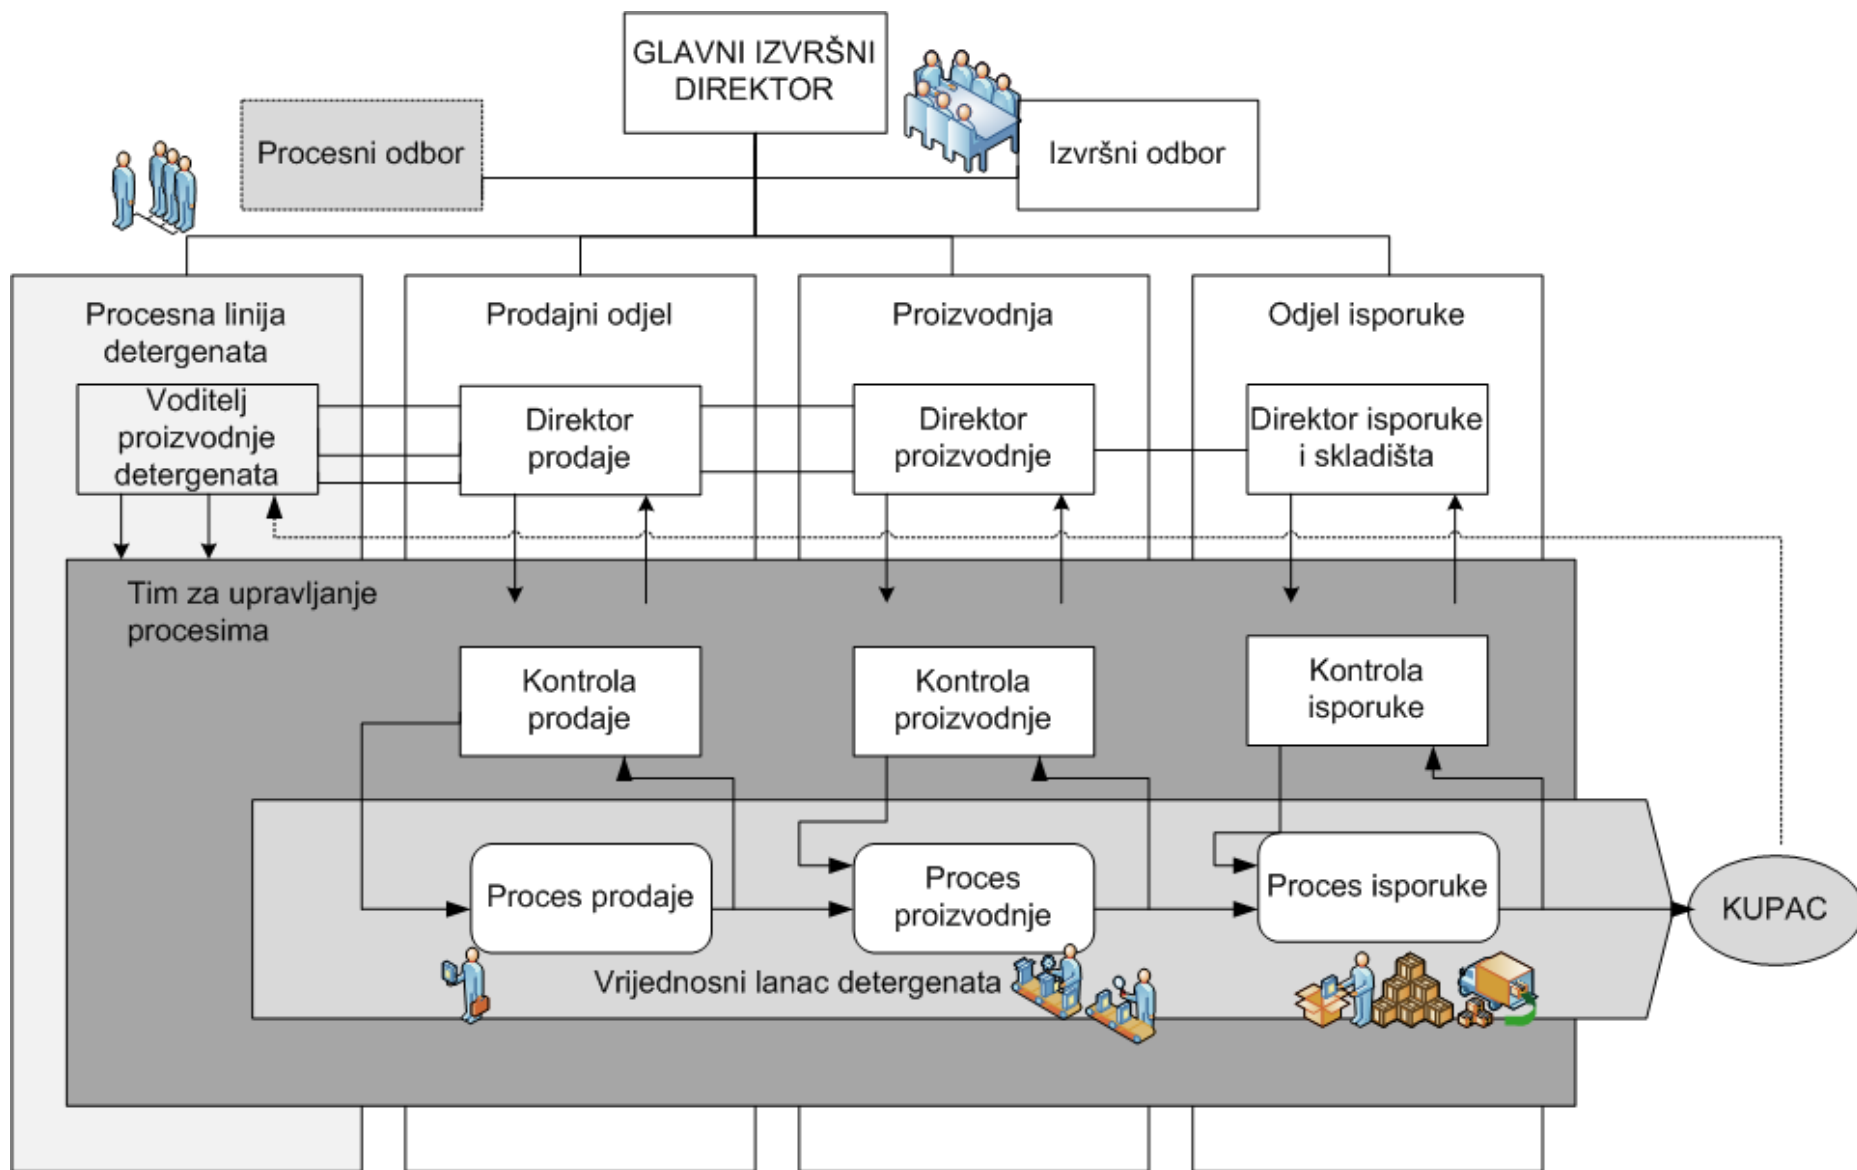 GLAVNI IZVRŠNI
DIREKTOR
Procesni odbor
Izvršni odbor
Procesna linija
detergenata
Prodajni odjel
Proizvodnja
Odjel isporuke
Voditelj
proizvodnje
detergenata
Direktor
prodaje
Direktor
proizvodnje
Direktor isporuke
i skladišta
Tim za upravljanje
procesima
Kontrola
prodaje
Kontrola
proizvodnje
Kontrola
isporuke
Proces prodaje
Proces
proizvodnje
Proces isporuke
KUPAC
Vrijednosni lanac detergenata